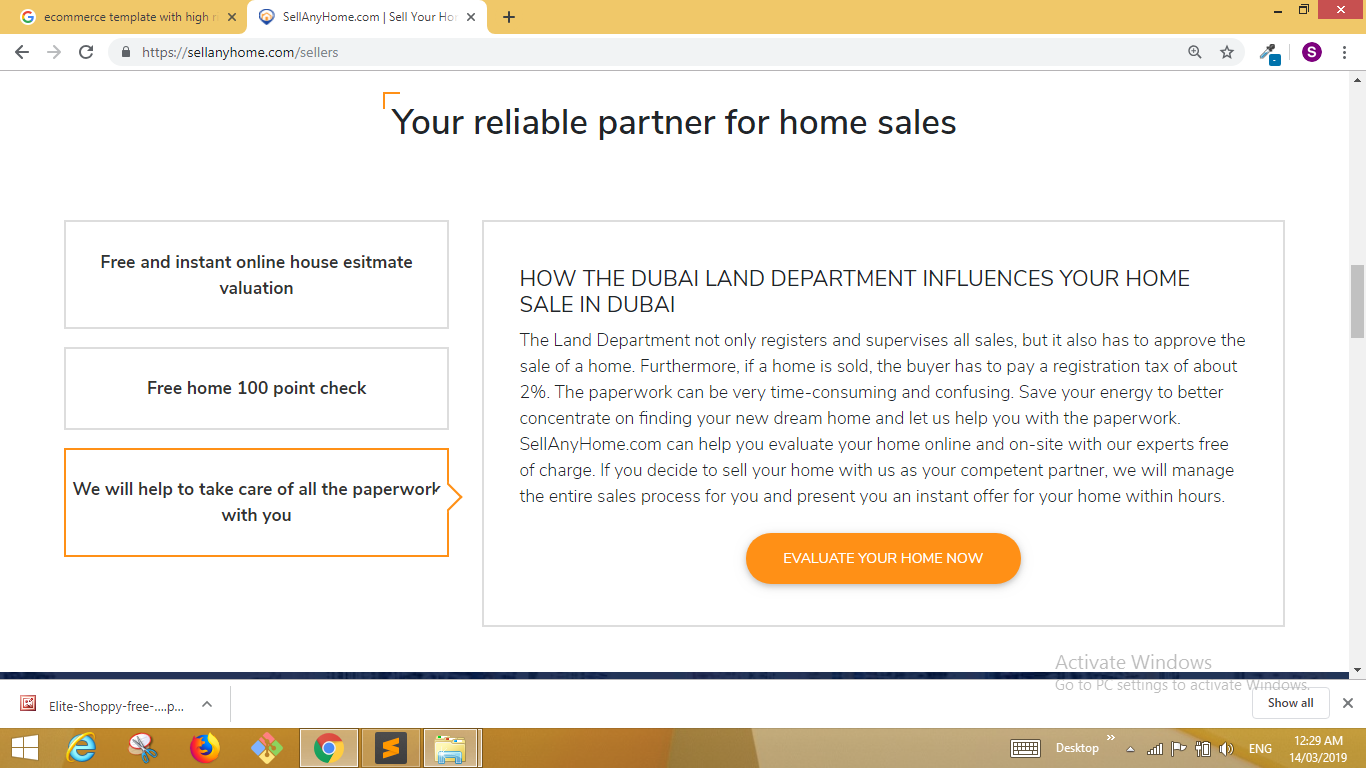 ecommerce template with high r
SellAnyHome.com | Sell Your Ho
https://sellanyhome.com/sellers
S
Your reliable partner for home sales
Free and instant online house esitmate
valuation
Free home 100 point check
We will help to take care of all the paperwork
with you
HOW THE DUBAI LAND DEPARTMENT INFLUENCES YOUR HOME
SALE IN DUBAI
The Land Department not only registers and supervises all sales, but it also has to approve the
sale of a home. Furthermore, if a home is sold, the buyer has to pay a registration tax of about
2%. The paperwork can be very time-consuming and confusing. Save your energy to better
concentrate on finding your new dream home and let us help you with the paperwork.
SellAnyHome.com can help you evaluate your home online and on-site with our experts free
of charge. If you decide to sell your home with us as your competent partner, we will manage
the entire sales process for you and present you an instant offer for your home within hours.
EVALUATE YOUR HOME NOW
Activate Windows
Go to PC settings to activate Windows.
Elite-Shoppy-free-....p...
Show all
Desktop
ENG
12:29 AM
14/03/2019